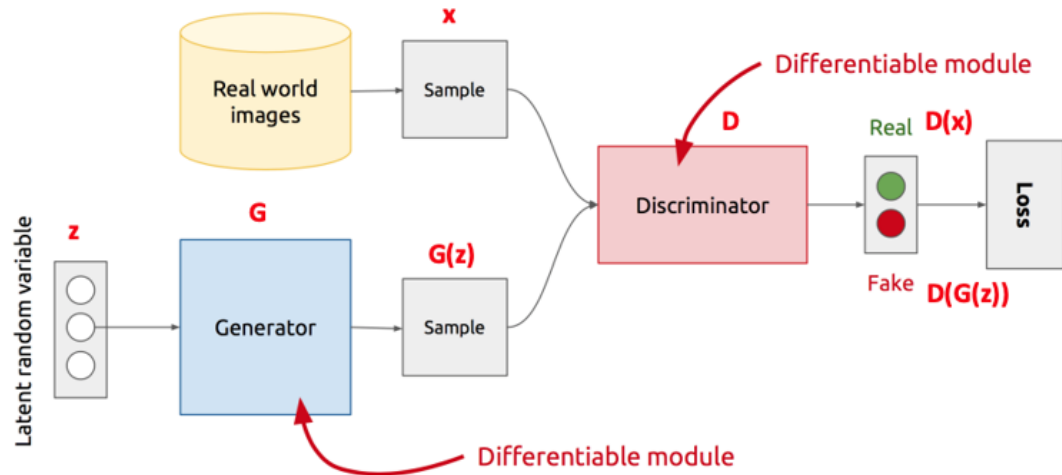 x
Real world
images
Sample
Differentiable module
D
Real
D(x)
Discriminator
Loss
Fake
D(G(z))
Latent random variable
z
G
Generator
G(z)
Sample
Differentiable module